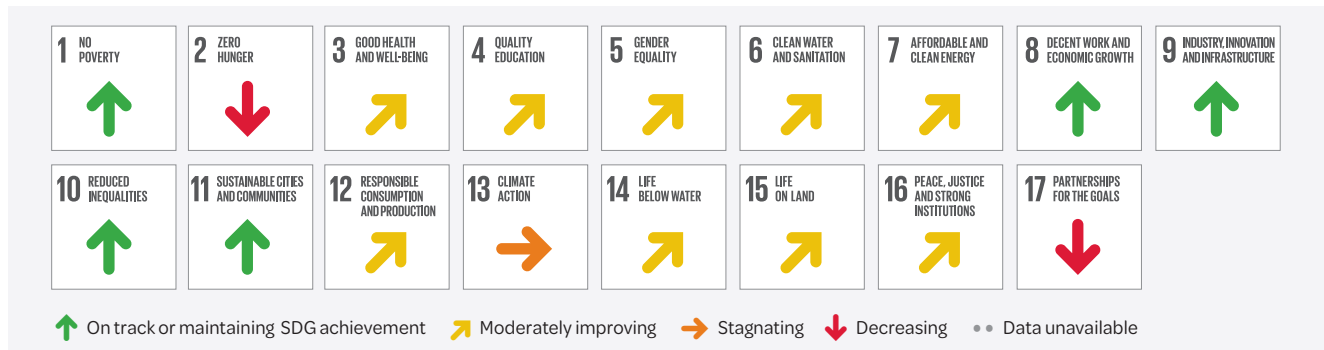 1 NO POVERTY
2 ZERO HUNGER
3 GOOD HEALTH AND WELL-BEING
4 QUALITY EDUCATION
5 GENDER EQUALITY
6 CLEAN WATER AND SANITATION
7 AFFORDABLE AND CLEAN ENERGY
8 DECENT WORK AND ECONOMIC GROWTH
9 INDUSTRY, INNOVATION AND INFRASTRUCTURE
10 REDUCED INEQUALITIES
11 SUSTAINABLE CITIES AND COMMUNITIES
12 RESPONSIBLE CONSUMPTION AND PRODUCTION
13 CLIMATE ACTION
14 LIFE BELOW WATER
15 LIFE ON LAND
16 PEACE, JUSTICE AND STRONG INSTITUTIONS
17 PARTNERSHIPS FOR THE GOALS
On track or maintaining SDG achievement Moderately improving Stagnating Decreasing Data unavailable